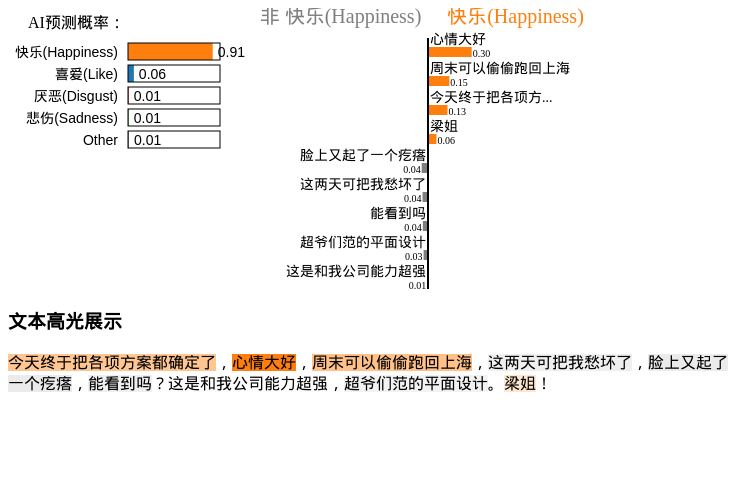 AI预测概率：
快乐(Happiness) 0.91
喜爱(Like) 0.06
厌恶(Disgust) 0.01
悲伤(Sadness) 0.01
Other 0.01
非 快乐(Happiness) 快乐(Happiness)
心情大好
0.30
周末可以偷偷跑回上海
0.15
今天终于把各项方...
0.13
梁姐
0.06
脸上又起了一个疙瘩
0.04
这两天可把我愁坏了
0.04
能看到吗
0.04
超爷们范的平面设计
0.03
这是和我公司能力超强
0.01
文本高光展示
今天终于把各项方案都确定了，心情大好，周末可以偷偷跑回上海，这两天可把我愁坏了，脸上又起了
一个疙瘩，能看到吗？这是和我公司能力超强，超爷们范的平面设计。梁姐！